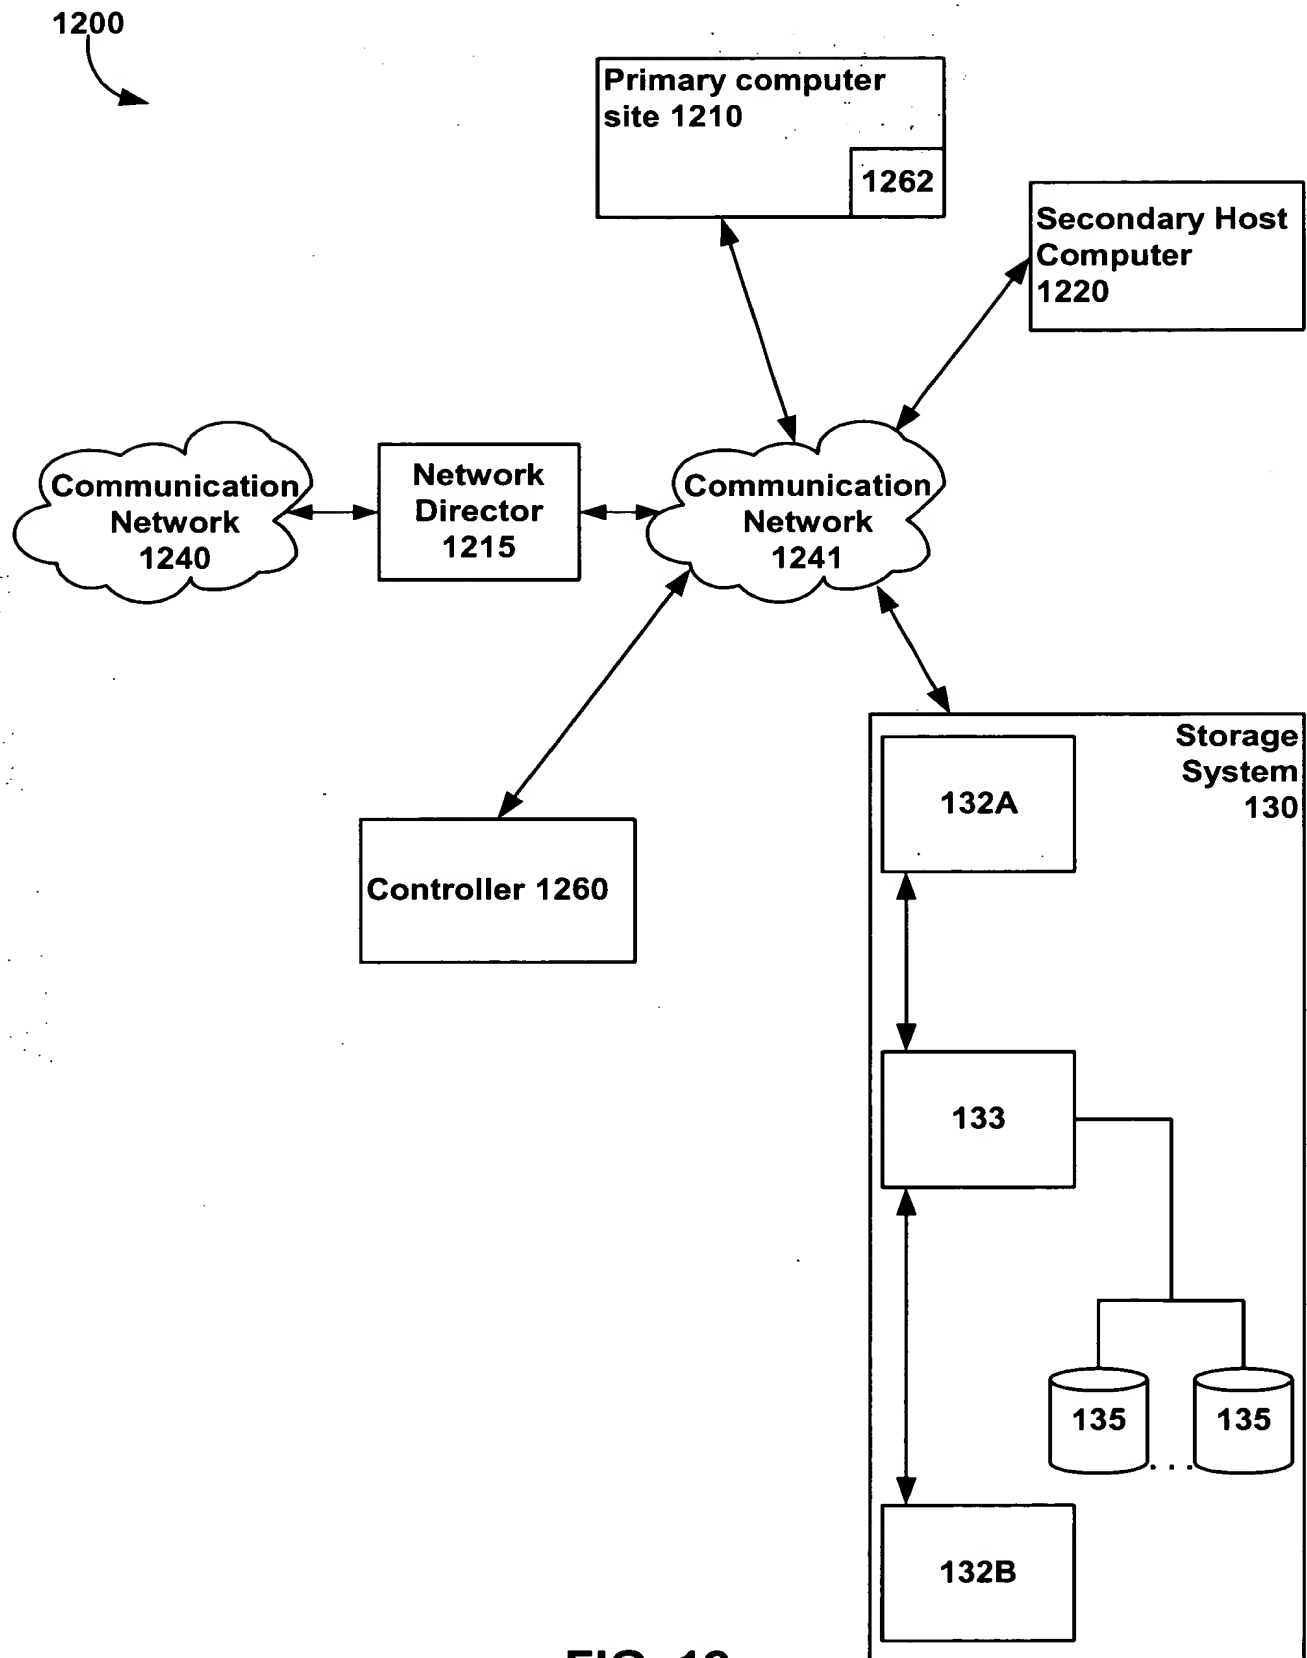 1200
Primary computer
site 1210
1262
Secondary Host
Computer
1220
Communication
Network
1240
Network
Director
1215
Communication
Network
1241
Storage
System
130
132A
Controller 1260
133
135
135
...
132B